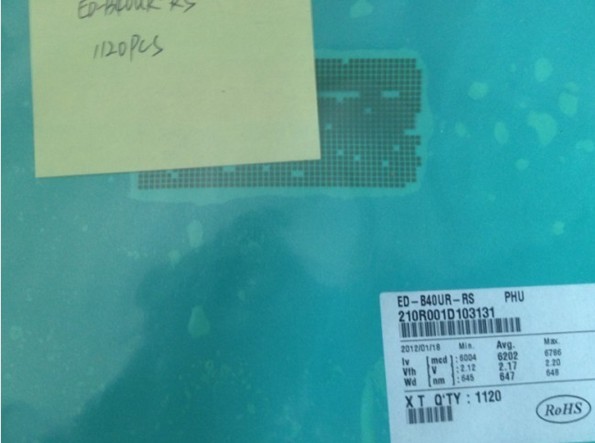 ED-B40UR RS
1120PCS
ED-B40UR-RS PHU
210R001D103131
2012/01/18 Min. Avg. Max.
Iv [mcd] : 6004 6202 6786
Vfh [V] : 2.12 2.17 2.20
Wd [nm] : 645 647 648
X T Q'TY : 1120
RoHS